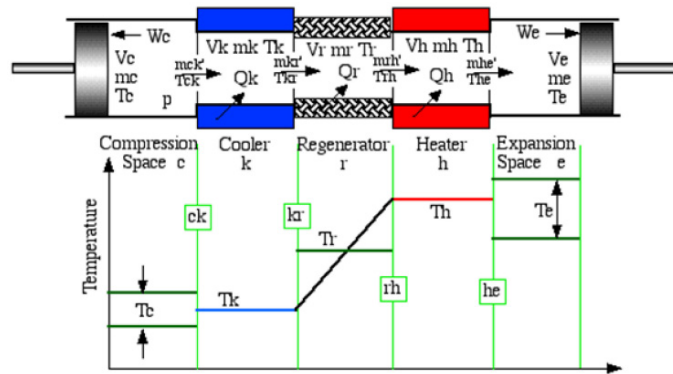 Wc
Vk mk Tk
Vr mr Tr
Vh mh Th
We
Vc
mc
Tc
p
mck'
Tck
Qk
mkr'
Tkr
Qr
mrh'
Trh
Qh
mhe'
The
Ve
me
Te
Compression
Space c
Cooler
k
Regenerator
r
Heater
h
Expansion
Space e
Temperature
ck
kr
rh
he
Tc
Tk
Tr
Th
Te